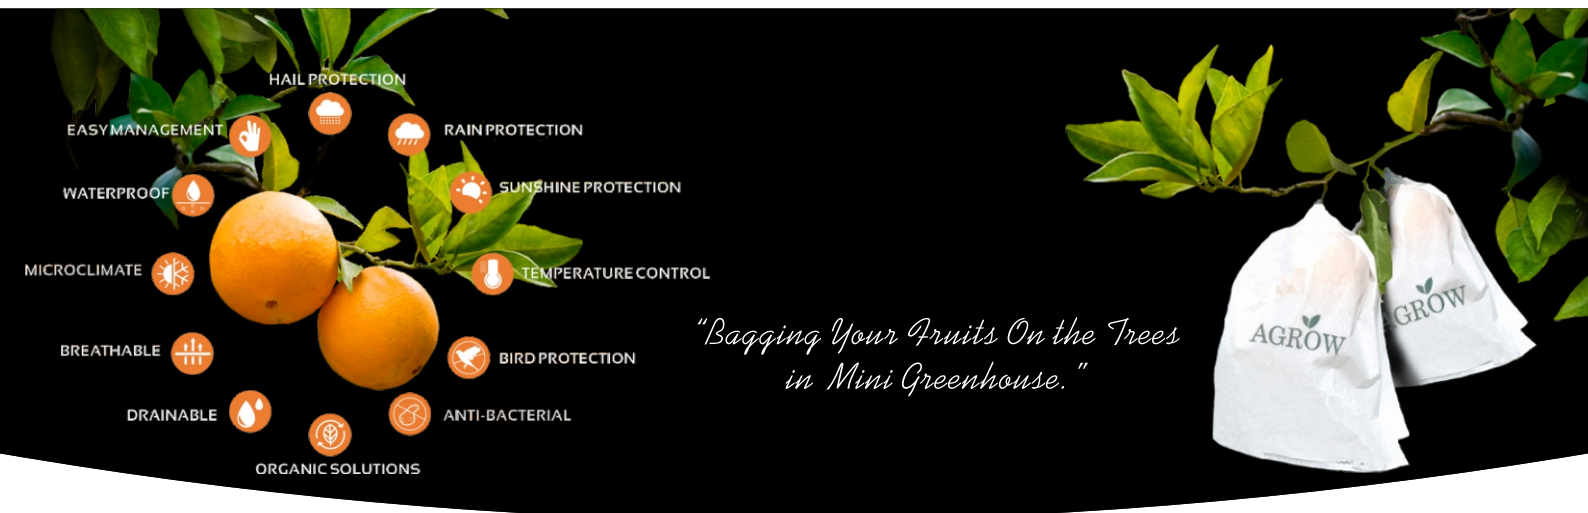 HAIL PROTECTION
EASY MANAGEMENT
RAIN PROTECTION
WATERPROOF
SUNSHINE PROTECTION
MICROCLIMATE
TEMPERATURE CONTROL
BREATHABLE
BIRD PROTECTION
DRAINABLE
ANTI-BACTERIAL
ORGANIC SOLUTIONS
“Bagging Your Fruits On the Trees
in Mini Greenhouse.”
AGROW
AGROW